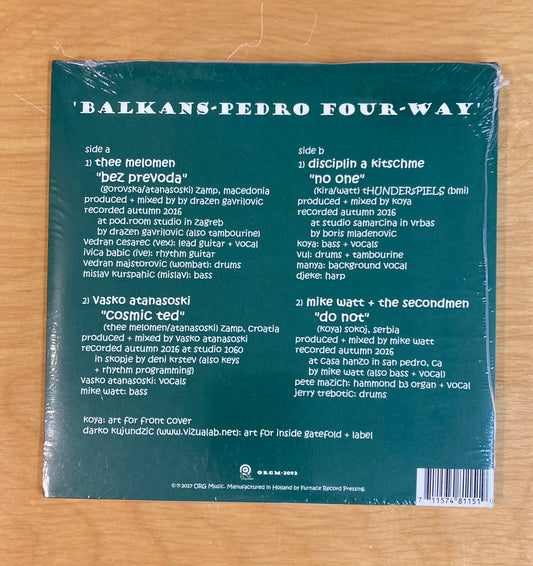 'BALKANS-PEDRO FOUR-WAY'
side a
1) thee melomen
"bez prevoda"
(gorovska/atanasoski) zamp, macedonia
produced + mixed by by drazen gavrilovic
recorded autumn 2016
at pod.room studio in zagreb
by drazen gavrilovic (also tambourine)
vedran cesarec (vex): lead guitar + vocal
ivica babic (ive): rhythm guitar
vedran majstorovic (wombat): drums
mislav kurspahic (mislav): bass
2) vasko atanasoski
"cosmic ted"
(thee melomen/atanasoski) zamp, croatia
produced + mixed by vasko atanasoski
recorded autumn 2016 at studio 1060
in skopje by deni krstev (also keys
+ rhythm programming)
vasko atanasoski: vocals
mike watt: bass
side b
1) disciplin a kitschme
"no one"
(kira/watt) tHUNDERsPIELS (bmi)
produced + mixed by koya
recorded autumn 2016
at studio samarcina in vrbas
by boris mladenovic
koya: bass + vocals
vul: drums + tambourine
manya: background vocal
djeke: harp
2) mike watt + the secondmen
"do not"
(koya) sokoj, serbia
produced + mixed by mike watt
recorded autumn 2016
at casa hanzo in san pedro, ca
by mike watt (also bass + vocal)
pete mazich: hammond b3 organ + vocal
jerry trebotic: drums
koya: art for front cover
darko kujundzic (www.vizualab.net): art for inside gatefold + label
ORGM-2093
©℗ 2017 ORG Music. Manufactured in Holland by Furnace Record Pressing.
7 11574 81151 0